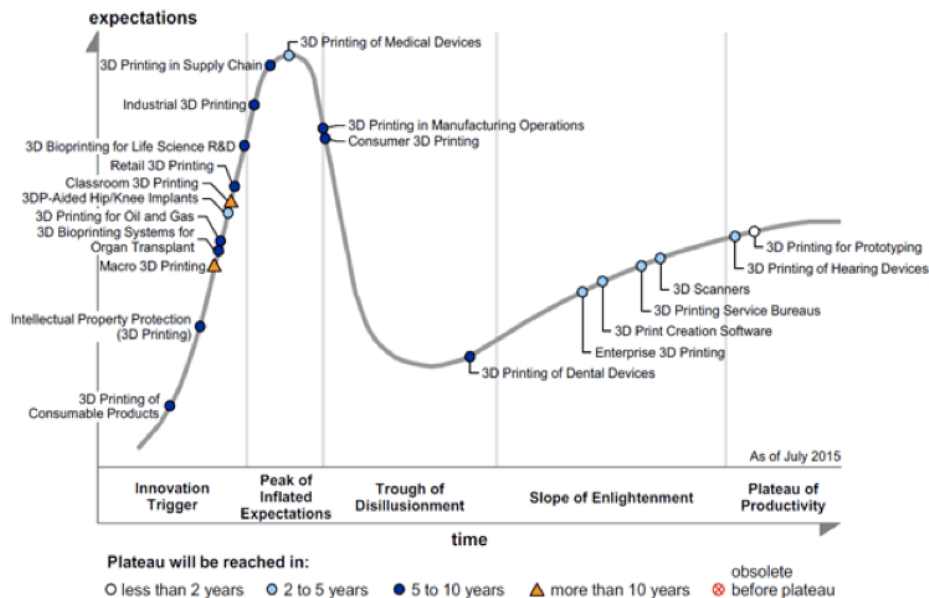 expectations
3D Printing of Medical Devices
3D Printing in Supply Chain
Industrial 3D Printing
3D Printing in Manufacturing Operations
Consumer 3D Printing
3D Bioprinting for Life Science R&D
Retail 3D Printing
Classroom 3D Printing
3DP-Aided Hip/Knee Implants
3D Printing for Oil and Gas
3D Bioprinting Systems for
Organ Transplant
Macro 3D Printing
Intellectual Property Protection
(3D Printing)
3D Printing of
Consumable Products
3D Printing for Prototyping
3D Printing of Hearing Devices
3D Scanners
3D Printing Service Bureaus
3D Print Creation Software
Enterprise 3D Printing
3D Printing of Dental Devices
As of July 2015
Innovation
Trigger
Peak of
Inflated
Expectations
Trough of
Disillusionment
Slope of Enlightenment
Plateau of
Productivity
time
Plateau will be reached in:
less than 2 years
2 to 5 years
5 to 10 years
more than 10 years
obsolete
before plateau